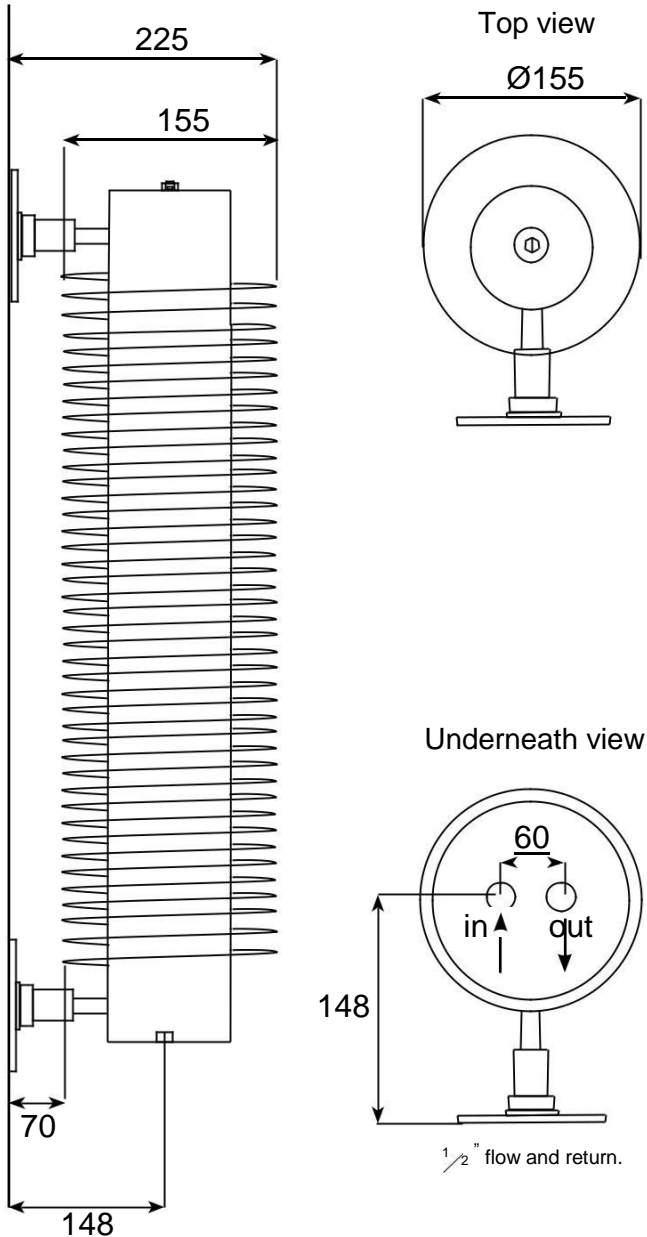 225
155
70
148
Top view
Ø155
Underneath view
60
in out
148
1/2 ” flow and return.